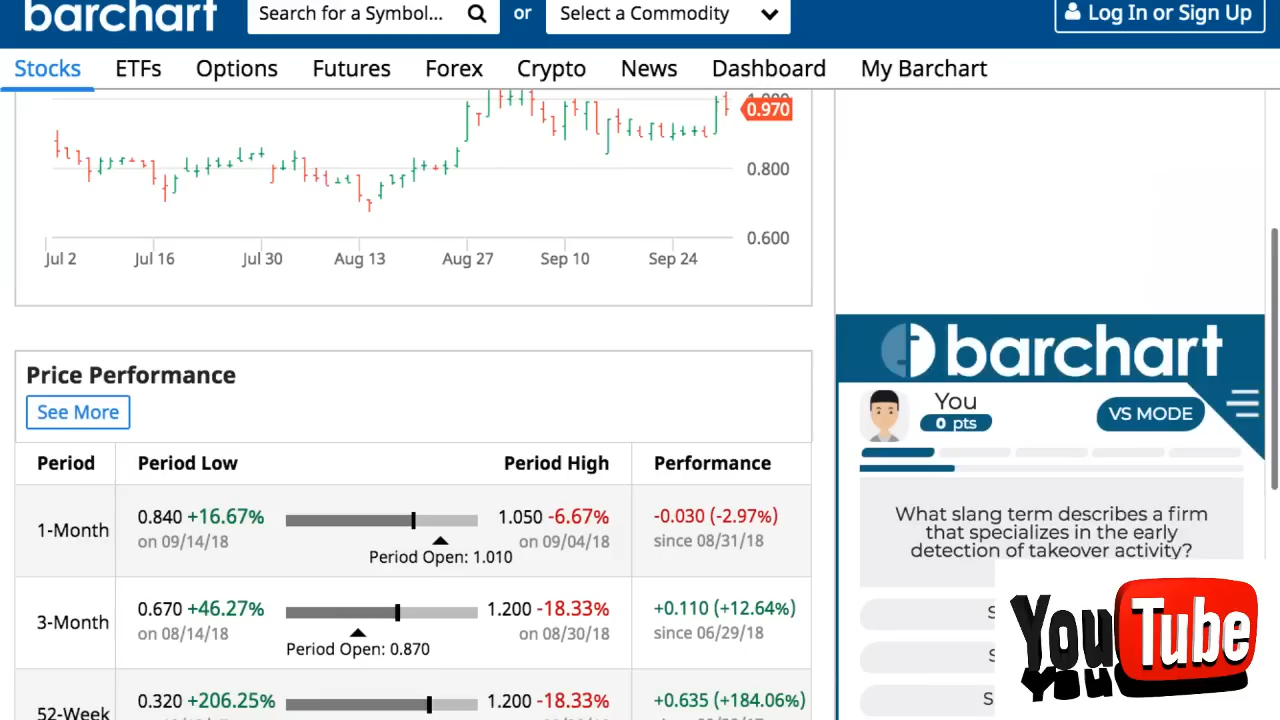 barchart
Search for a Symbol...
or
Select a Commodity
Log In or Sign Up
Stocks ETFs Options Futures Forex Crypto News Dashboard My Barchart
0.970
0.800
0.600
Jul 2 Jul 16 Jul 30 Aug 13 Aug 27 Sep 10 Sep 24
Price Performance
See More
Period Period Low Period High Performance
1-Month
0.840 +16.67%
on 09/14/18
Period Open: 1.010
1.050 -6.67%
on 09/04/18
-0.030 (-2.97%)
since 08/31/18
3-Month
0.670 +46.27%
on 08/14/18
Period Open: 0.870
1.200 -18.33%
on 08/30/18
+0.110 (+12.64%)
since 06/29/18
52-Week
0.320 +206.25%
1.200 -18.33%
+0.635 (+184.06%)
barchart
You
0 pts
VS MODE
What slang term describes a firm
that specializes in the early
detection of takeover activity?
S
S
S
YouTube